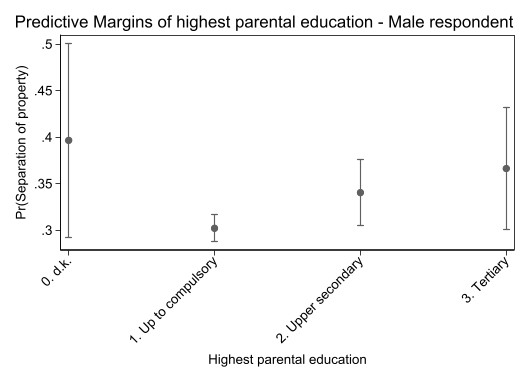 Predictive Margins of highest parental education - Male respondent
Pr(Separation of property)
.5
.45
.4
.35
.3
0. d.k.
1. Up to compulsory
2. Upper secondary
3. Tertiary
Highest parental education